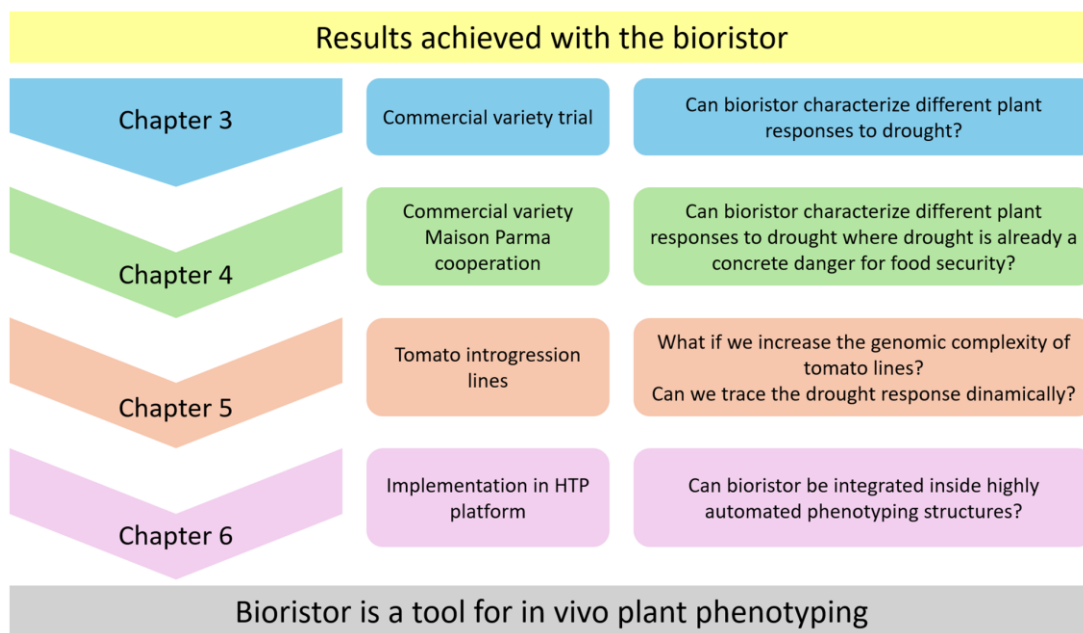 Results achieved with the bioristor
Chapter 3
Commercial variety trial
Can bioristor characterize different plant
responses to drought?
Chapter 4
Commercial variety
Maison Parma
cooperation
Can bioristor characterize different plant
responses to drought where drought is already a
concrete danger for food security?
Chapter 5
Tomato introgression
lines
What if we increase the genomic complexity of
tomato lines?
Can we trace the drought response dinamically?
Chapter 6
Implementation in HTP
platform
Can bioristor be integrated inside highly
automated phenotyping structures?
Bioristor is a tool for in vivo plant phenotyping